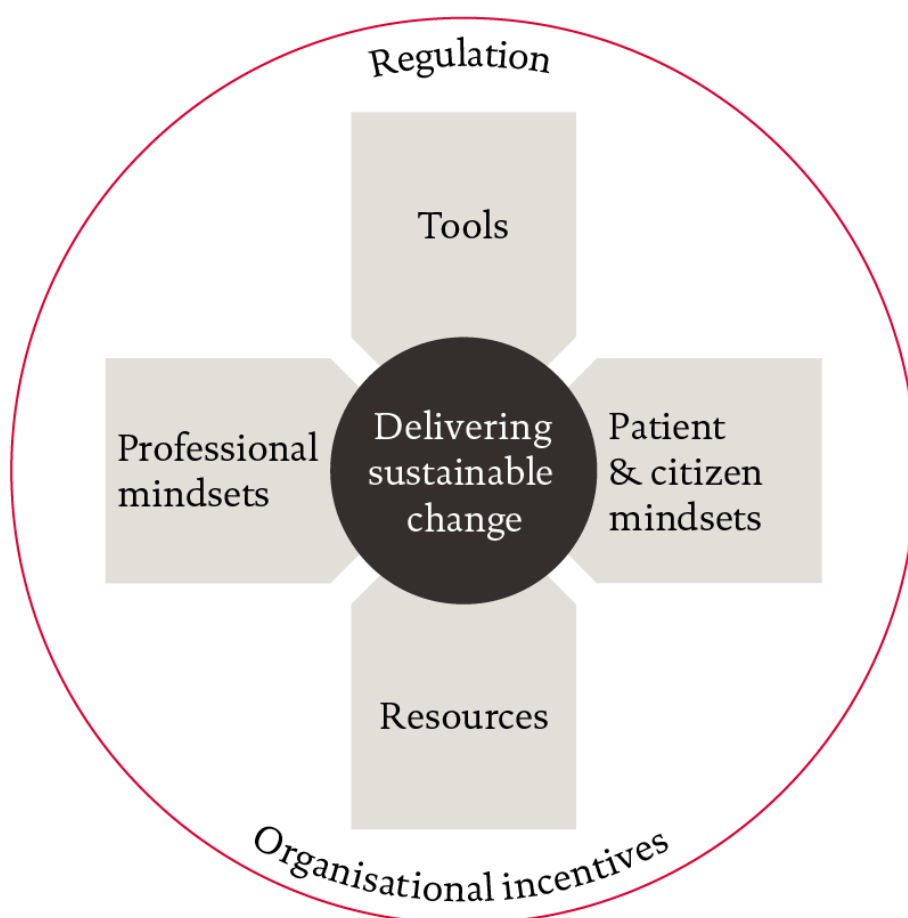 Regulation
Tools
Professional
mindsets
Delivering
sustainable
change
Patient
& citizen
mindsets
Resources
Organisational incentives